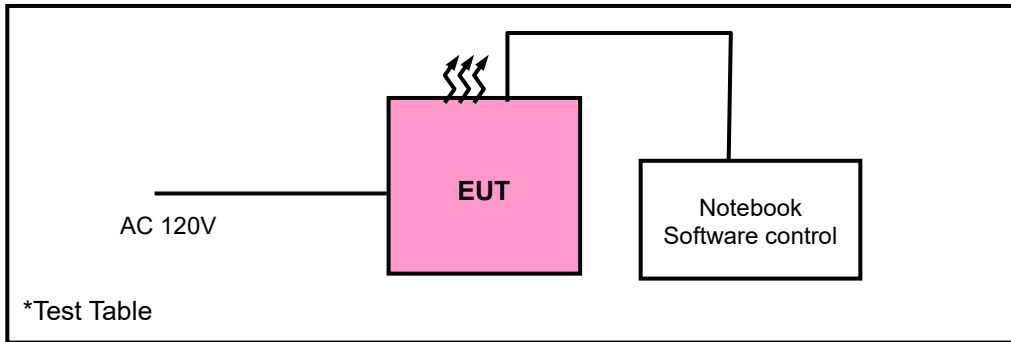 EUT
AC 120V
Notebook
Software control
*Test Table